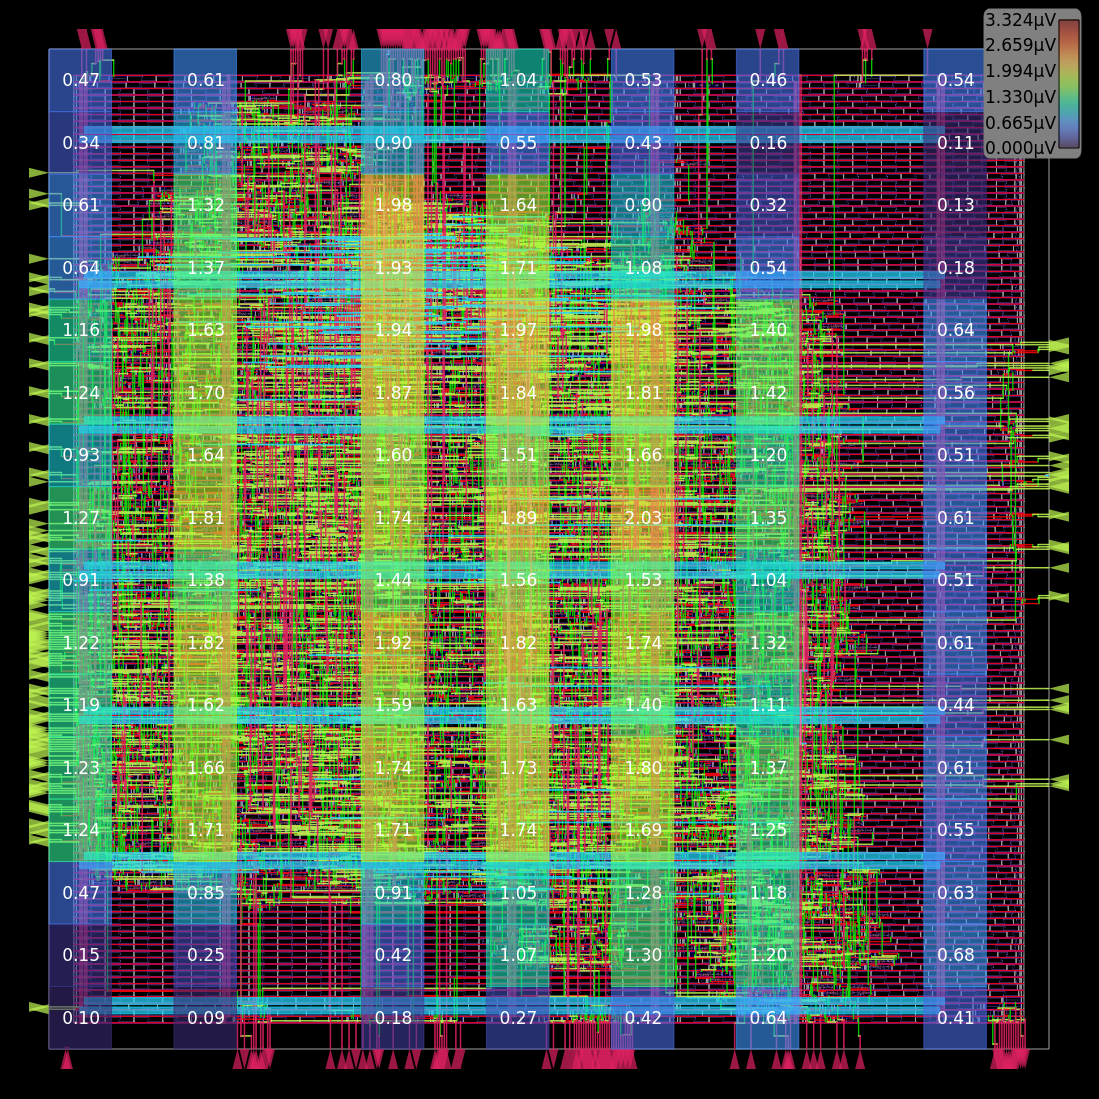 3.324µV
2.659µV
1.994µV
1.330µV
0.665µV
0.000µV
0.47 0.61 0.80 1.04 0.53 0.46 0.54
0.34 0.81 0.90 0.55 0.43 0.16 0.11
0.61 1.32 1.98 1.64 0.90 0.32 0.13
0.64 1.37 1.93 1.71 1.08 0.54 0.18
1.16 1.63 1.94 1.97 1.98 1.40 0.64
1.24 1.70 1.87 1.84 1.81 1.42 0.56
0.93 1.64 1.60 1.51 1.66 1.20 0.51
1.27 1.81 1.74 1.89 2.03 1.35 0.61
0.91 1.38 1.44 1.56 1.53 1.04 0.51
1.22 1.82 1.92 1.82 1.74 1.32 0.61
1.19 1.62 1.59 1.63 1.40 1.11 0.44
1.23 1.66 1.74 1.73 1.80 1.37 0.61
1.24 1.71 1.71 1.74 1.69 1.25 0.55
0.47 0.85 0.91 1.05 1.28 1.18 0.63
0.15 0.25 0.42 1.07 1.30 1.20 0.68
0.10 0.09 0.18 0.27 0.42 0.64 0.41